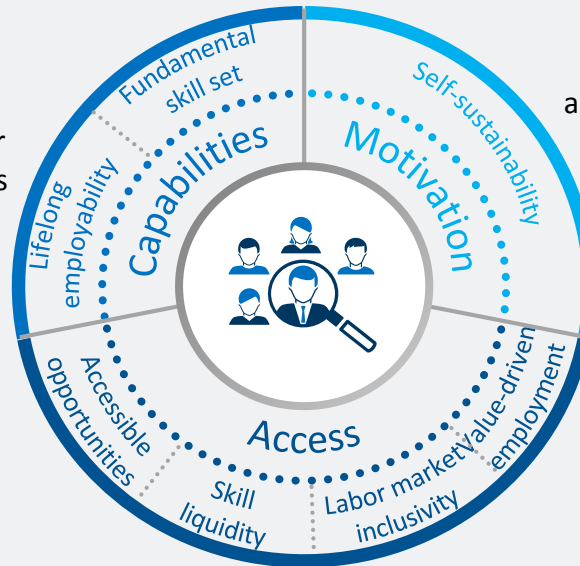 Fundamental
skill set
Self-sustainability
a
r
s
Lifelong
employability
Capabilities
Motivation
Accessible
opportunities
Access
Skill
liquidity
Labor market
inclusivity
Value-driven
employment